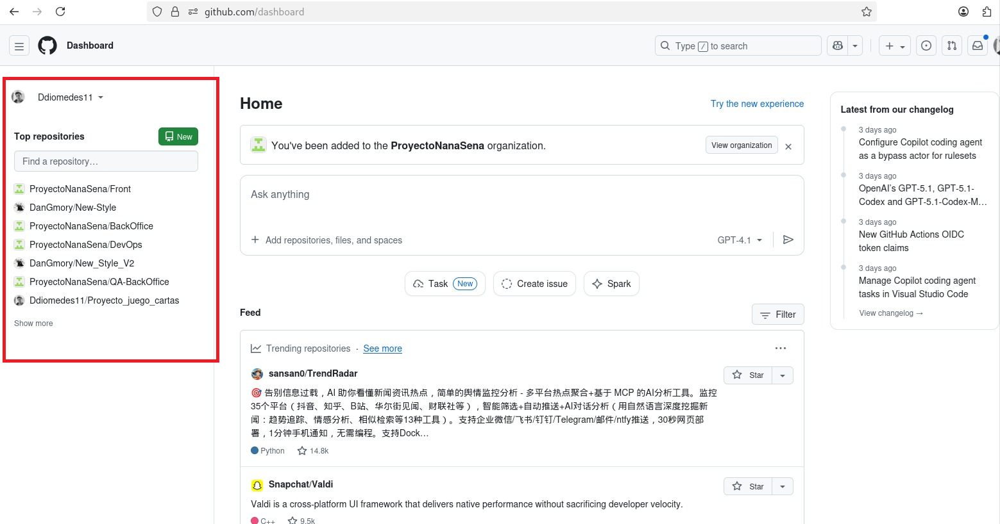 github.com/dashboard
Dashboard
Type / to search
Ddiomedes11
Top repositories
New
Find a repository…
ProyectoNanaSena/Front
DanGmory/New-Style
ProyectoNanaSena/BackOffice
ProyectoNanaSena/DevOps
DanGmory/New_Style_V2
ProyectoNanaSena/QA-BackOffice
Ddiomedes11/Proyecto_juego_cartas
Show more
Home
Try the new experience
You've been added to the ProyectoNanaSena organization.
View organization
Ask anything
Add repositories, files, and spaces
GPT-4.1
Task New
Create issue
Spark
Feed
Filter
Trending repositories · See more
sansan0/TrendRadar
Star
🎯 告别信息过载，AI 助你看懂新闻资讯热点，简单的舆情监控分析 - 多平台热点聚合+基于 MCP 的AI分析工具。监控
35个平台（抖音、知乎、B站、华尔街见闻、财联社等），智能筛选+自动推送+AI对话分析（用自然语言深度挖掘新
闻：趋势追踪、情感分析、相似检索等13种工具）。支持企业微信/飞书/钉钉/Telegram/邮件/ntfy推送，30秒网页部
署，1分钟手机通知，无需编程。支持Dock…
Python 14.8k
Snapchat/Valdi
Star
Valdi is a cross-platform UI framework that delivers native performance without sacrificing developer velocity.
C++ 9.5k
Latest from our changelog
3 days ago
Configure Copilot coding agent
as a bypass actor for rulesets
3 days ago
OpenAI's GPT-5.1, GPT-5.1-
Codex and GPT-5.1-Codex-M…
3 days ago
New GitHub Actions OIDC
token claims
3 days ago
Manage Copilot coding agent
tasks in Visual Studio Code
View changelog →